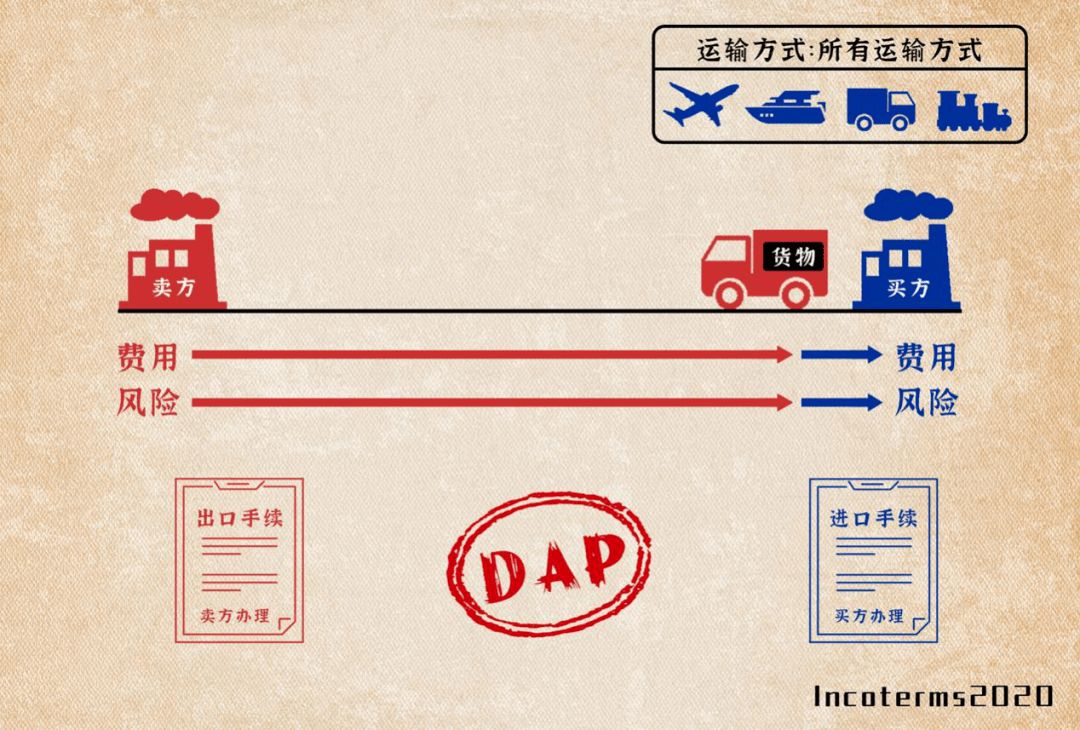 运输方式:所有运输方式
货物
卖方
买方
费用
费用
风险
风险
出口手续
卖方办理
DAP
进口手续
买方办理
Incoterms2020